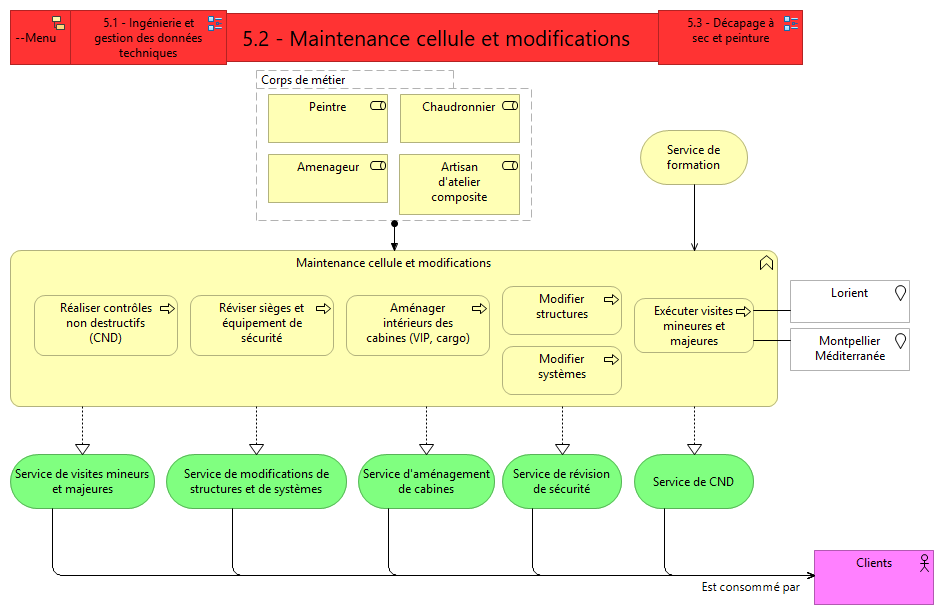 --Menu
5.1 - Ingénierie et
gestion des données
techniques
5.2 - Maintenance cellule et modifications
5.3 - Décapage à
sec et peinture
Corps de métier
Peintre
Chaudronnier
Amenageur
Artisan
d'atelier
composite
Service de
formation
Maintenance cellule et modifications
Réaliser contrôles
non destructifs
(CND)
Réviser sièges et
équipement de
sécurité
Aménager
intérieurs des
cabines (VIP, cargo)
Modifier
structures
Modifier
systèmes
Exécuter visites
mineures et
majeures
Lorient
Montpellier
Méditerranée
Service de visites mineurs
et majeures
Service de modifications de
structures et de systèmes
Service d'aménagement
de cabines
Service de révision
de sécurité
Service de CND
Clients
Est consommé par